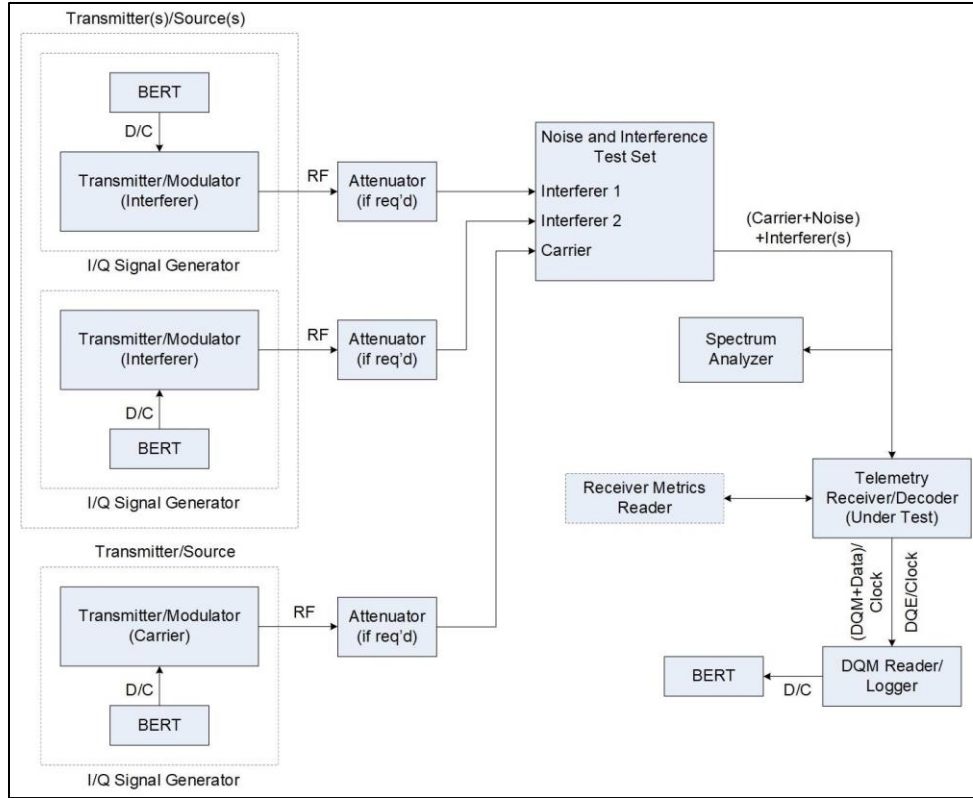 Transmitter(s)/Source(s)
BERT
D/C
Transmitter/Modulator
(Interferer)
I/Q Signal Generator
RF
Attenuator
(if req'd)
Transmitter/Modulator
(Interferer)
D/C
BERT
I/Q Signal Generator
RF
Attenuator
(if req'd)
Transmitter/Source
Transmitter/Modulator
(Carrier)
D/C
BERT
I/Q Signal Generator
RF
Attenuator
(if req'd)
Noise and Interference
Test Set
Interferer 1
Interferer 2
Carrier
(Carrier+Noise)
+Interferer(s)
Spectrum
Analyzer
Receiver Metrics
Reader
Telemetry
Receiver/Decoder
(Under Test)
(DQM+Data)/
Clock
DQE/Clock
DQM Reader/
Logger
D/C
BERT